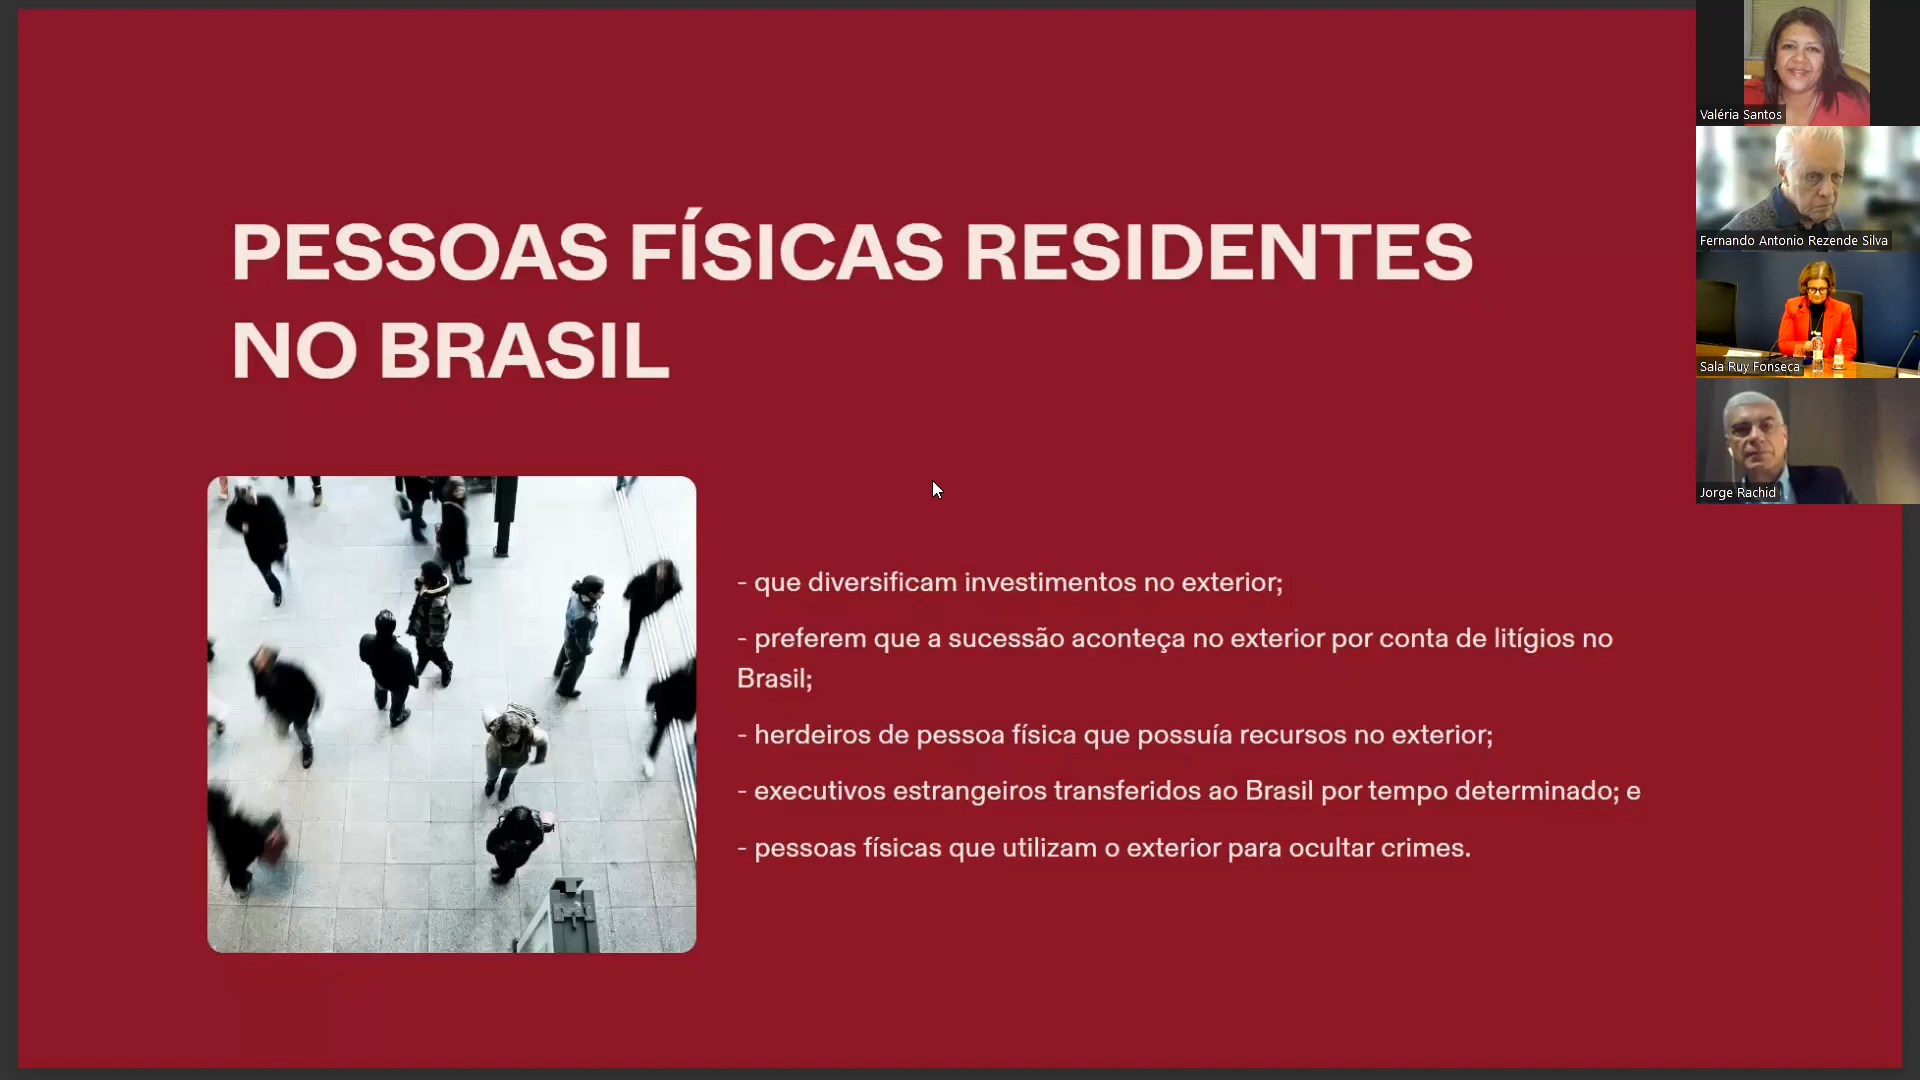 PESSOAS FÍSICAS RESIDENTES
NO BRASIL
- que diversificam investimentos no exterior;
- preferem que a sucessão aconteça no exterior por conta de litígios no
Brasil;
- herdeiros de pessoa física que possuía recursos no exterior;
- executivos estrangeiros transferidos ao Brasil por tempo determinado; e
- pessoas físicas que utilizam o exterior para ocultar crimes.
Valéria Santos
Fernando Antonio Rezende Silva
Sala Ruy Fonseca
Jorge Rachid